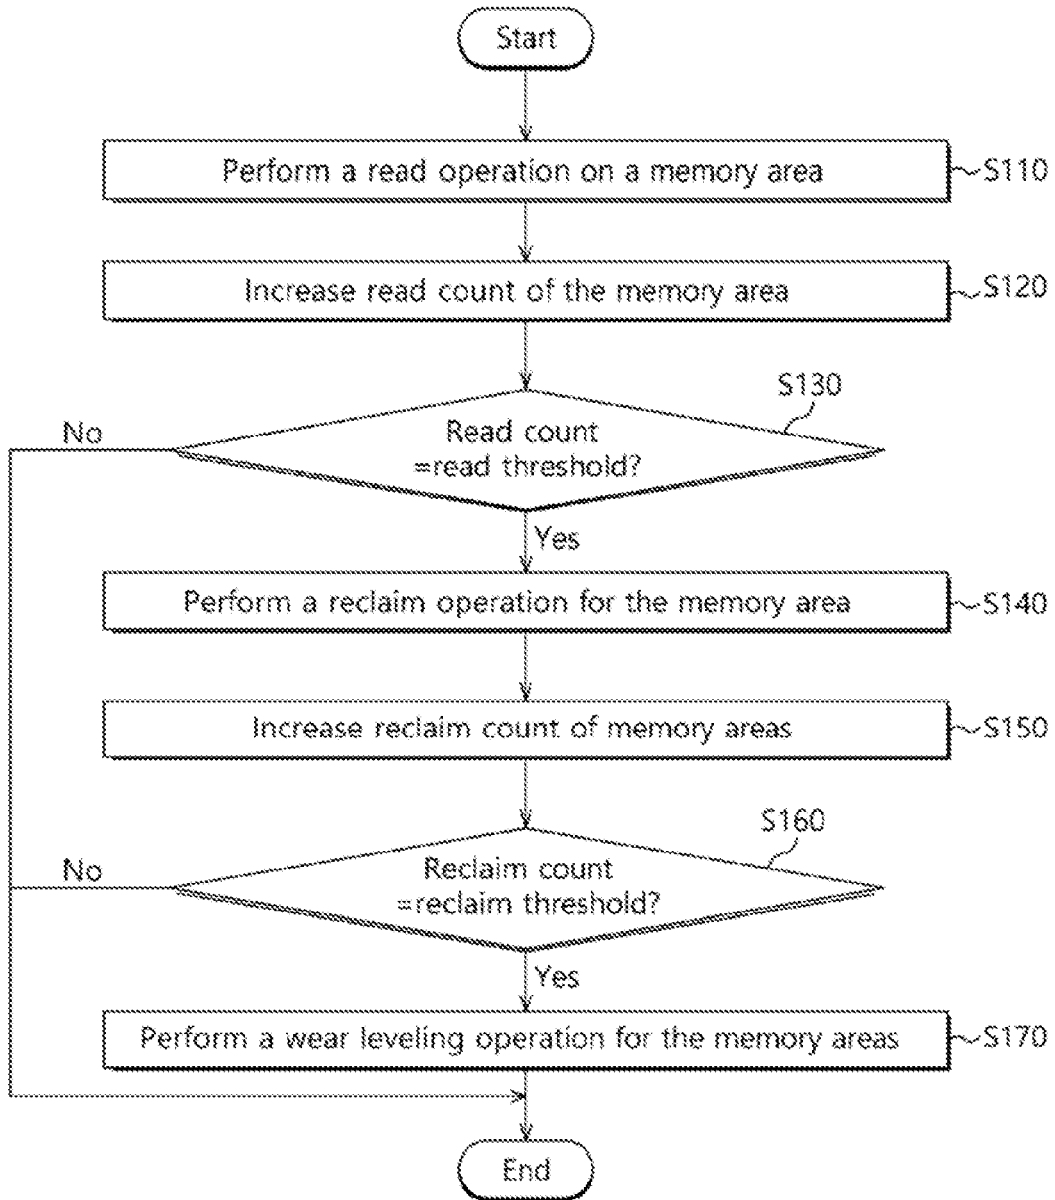 Start
Perform a read operation on a memory area
S110
Increase read count of the memory area
S120
S130
Read count
=read threshold?
No
Yes
Perform a reclaim operation for the memory area
S140
Increase reclaim count of memory areas
S150
S160
Reclaim count
=reclaim threshold?
No
Yes
Perform a wear leveling operation for the memory areas
S170
End